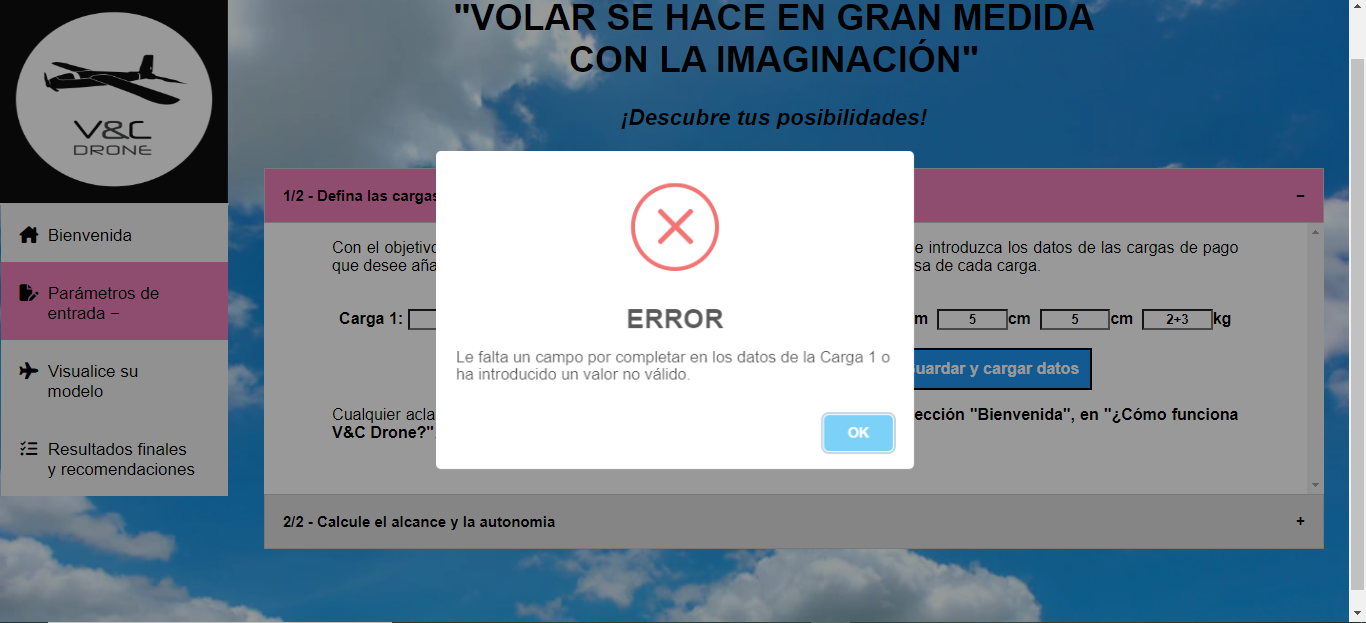 "VOLAR SE HACE EN GRAN MEDIDA
CON LA IMAGINACIÓN"
¡Descubre tus posibilidades!
V&C
DRONE
Bienvenida
Parámetros de
entrada −
Visualice su
modelo
Resultados finales
y recomendaciones
1/2 - Defina las cargas −
Con el objetivo e introduzca los datos de las cargas de pago
que desee aña sa de cada carga.
Carga 1: m 5 cm 5 cm 2+3 kg
uardar y cargar datos
Cualquier acla ección "Bienvenida", en "¿Cómo funciona
V&C Drone?"
ERROR
Le falta un campo por completar en los datos de la Carga 1 o
ha introducido un valor no válido.
OK
2/2 - Calcule el alcance y la autonomia +